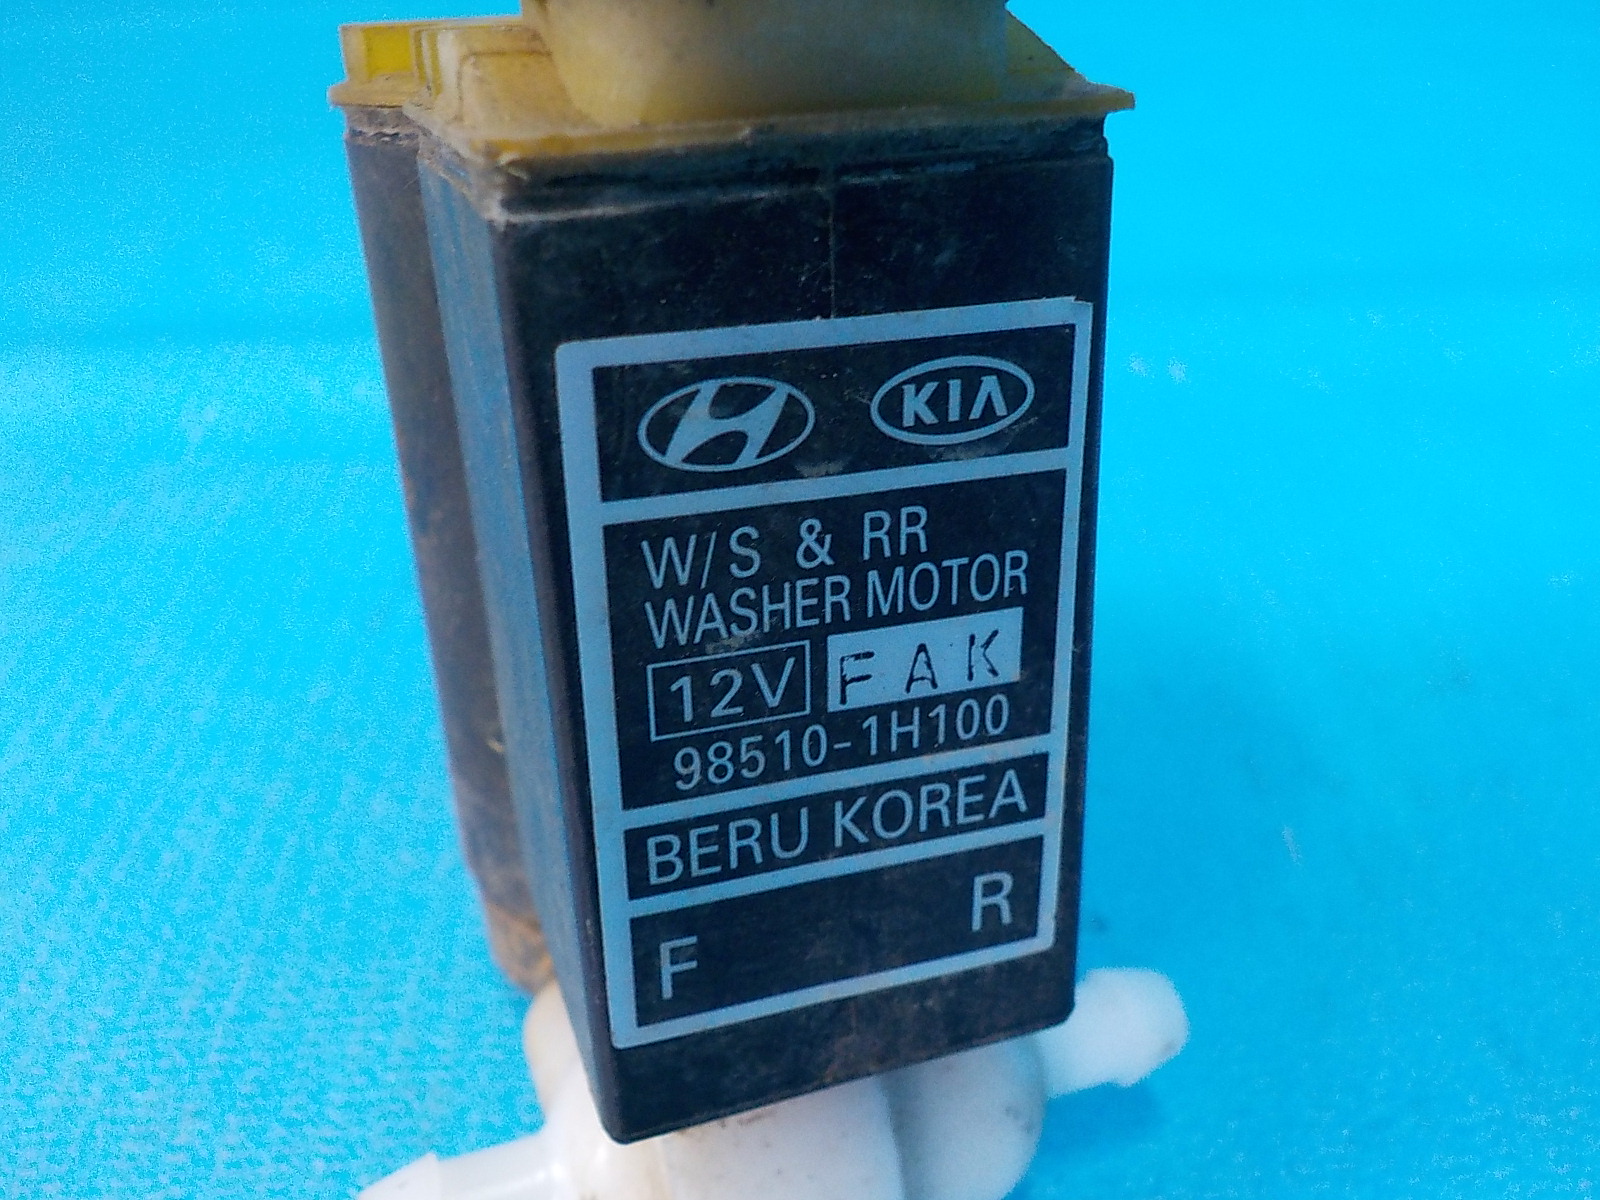 KIA
W/S & RR
WASHER MOTOR
12V FAK
98510-1H100
BERU KOREA
F R